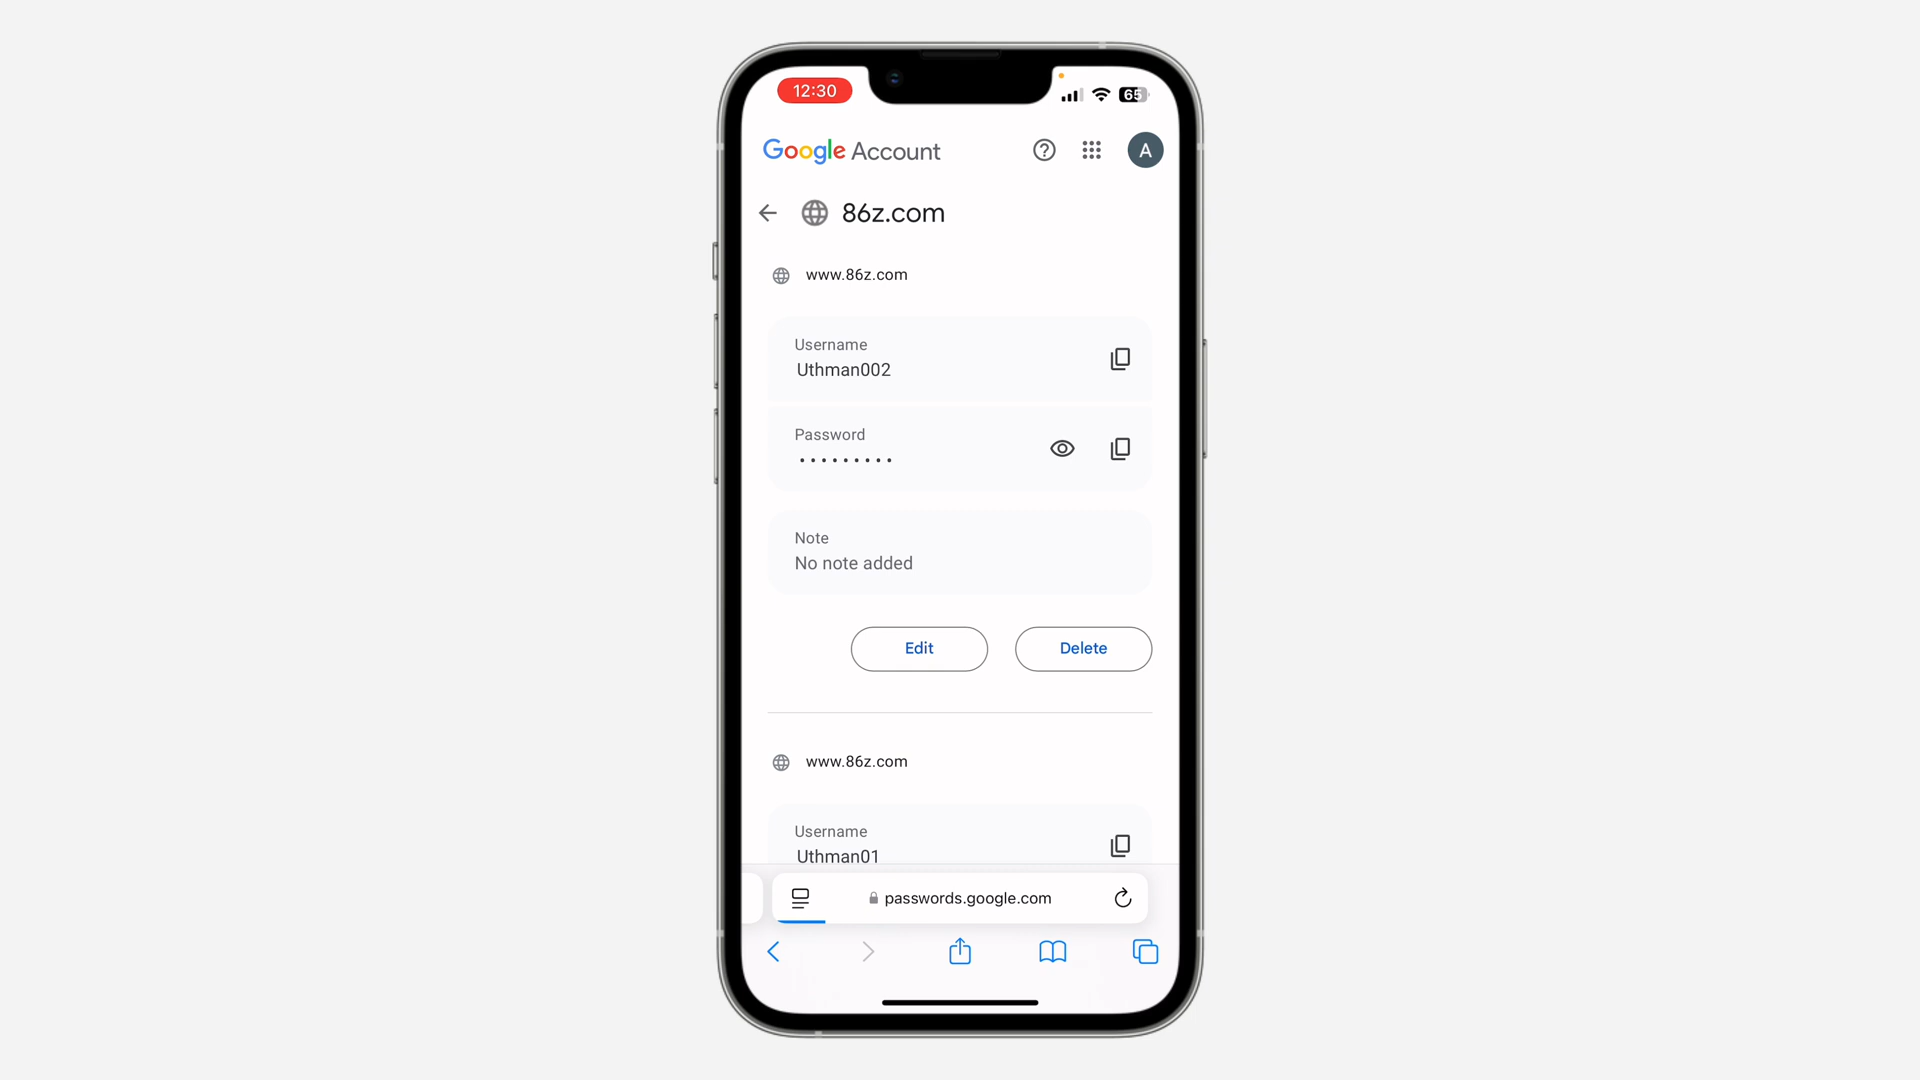 12:30
65
Google Account
A
86z.com
www.86z.com
Username
Uthman002
Password
•••••••••
Note
No note added
Edit
Delete
www.86z.com
Username
Uthman01
passwords.google.com